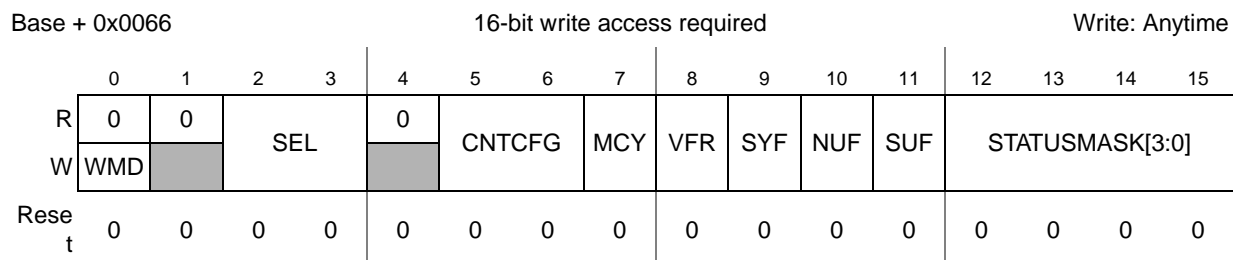 Base + 0x0066 16-bit write access required Write: Anytime
0 1 2 3 4 5 6 7 8 9 10 11 12 13 14 15
R 0 0 SEL 0 CNTCFG MCY VFR SYF NUF SUF STATUSMASK[3:0]
W WMD
Rese
t 0 0 0 0 0 0 0 0 0 0 0 0 0 0 0 0